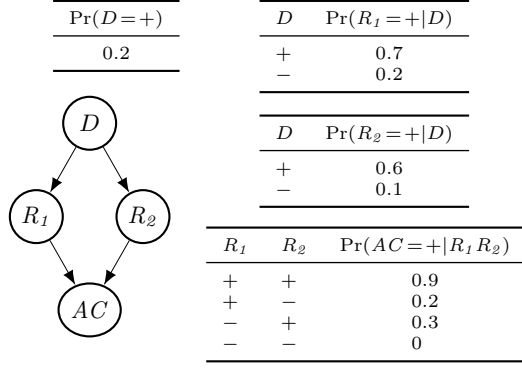 Pr(D=+)
0.2
D Pr(R₁=+|D)
+ 0.7
− 0.2
D Pr(R₂=+|D)
+ 0.6
− 0.1
D
R₁ R₂
AC
R₁ R₂ Pr(AC=+|R₁R₂)
+ + 0.9
+ − 0.2
− + 0.3
− − 0